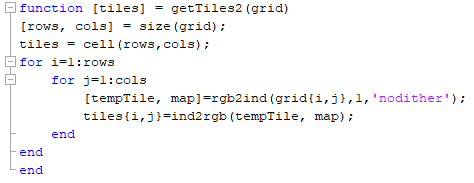 function [tiles] = getTiles2(grid)
[rows, cols] = size(grid);
tiles = cell(rows,cols);
for i=1:rows
for j=1:cols
[tempTile, map]=rgb2ind(grid{i,j},1,'nodither');
tiles{i,j}=ind2rgb(tempTile, map);
end
end
end